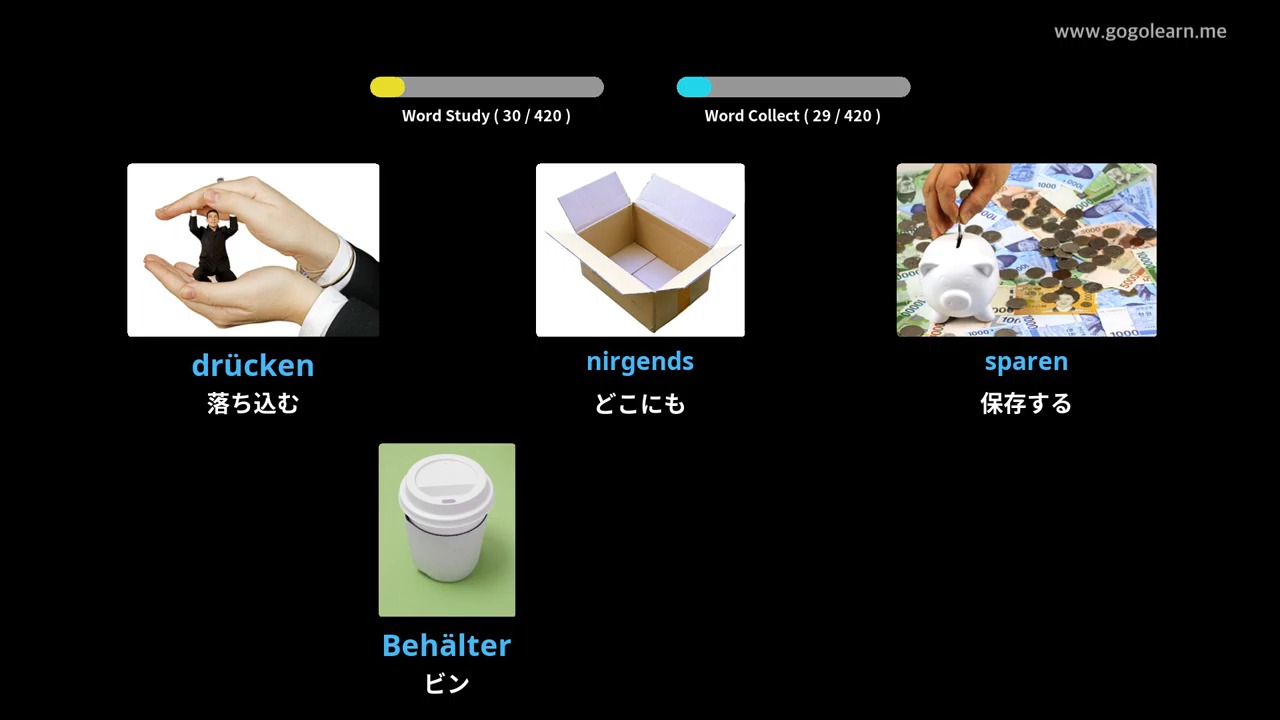 www.gogolearn.me
Word Study ( 30 / 420 )
Word Collect ( 29 / 420 )
drücken
落ち込む
nirgends
どこにも
sparen
保存する
Behälter
ビン